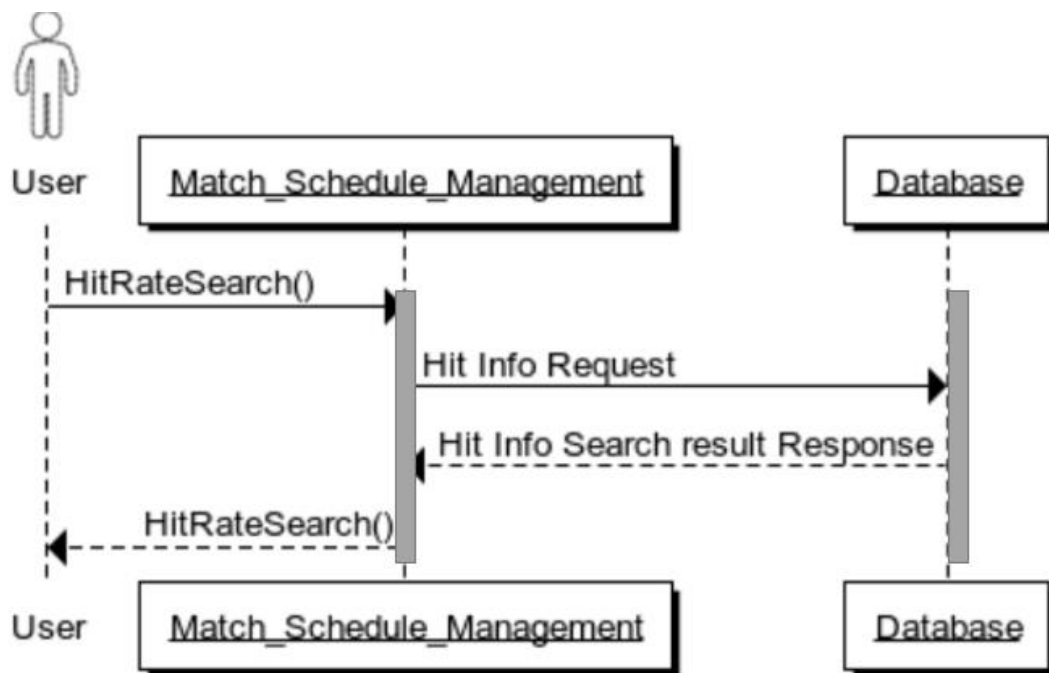 User
Match_Schedule_Management
Database
HitRateSearch()
Hit Info Request
Hit Info Search result Response
HitRateSearch()
User
Match_Schedule_Management
Database